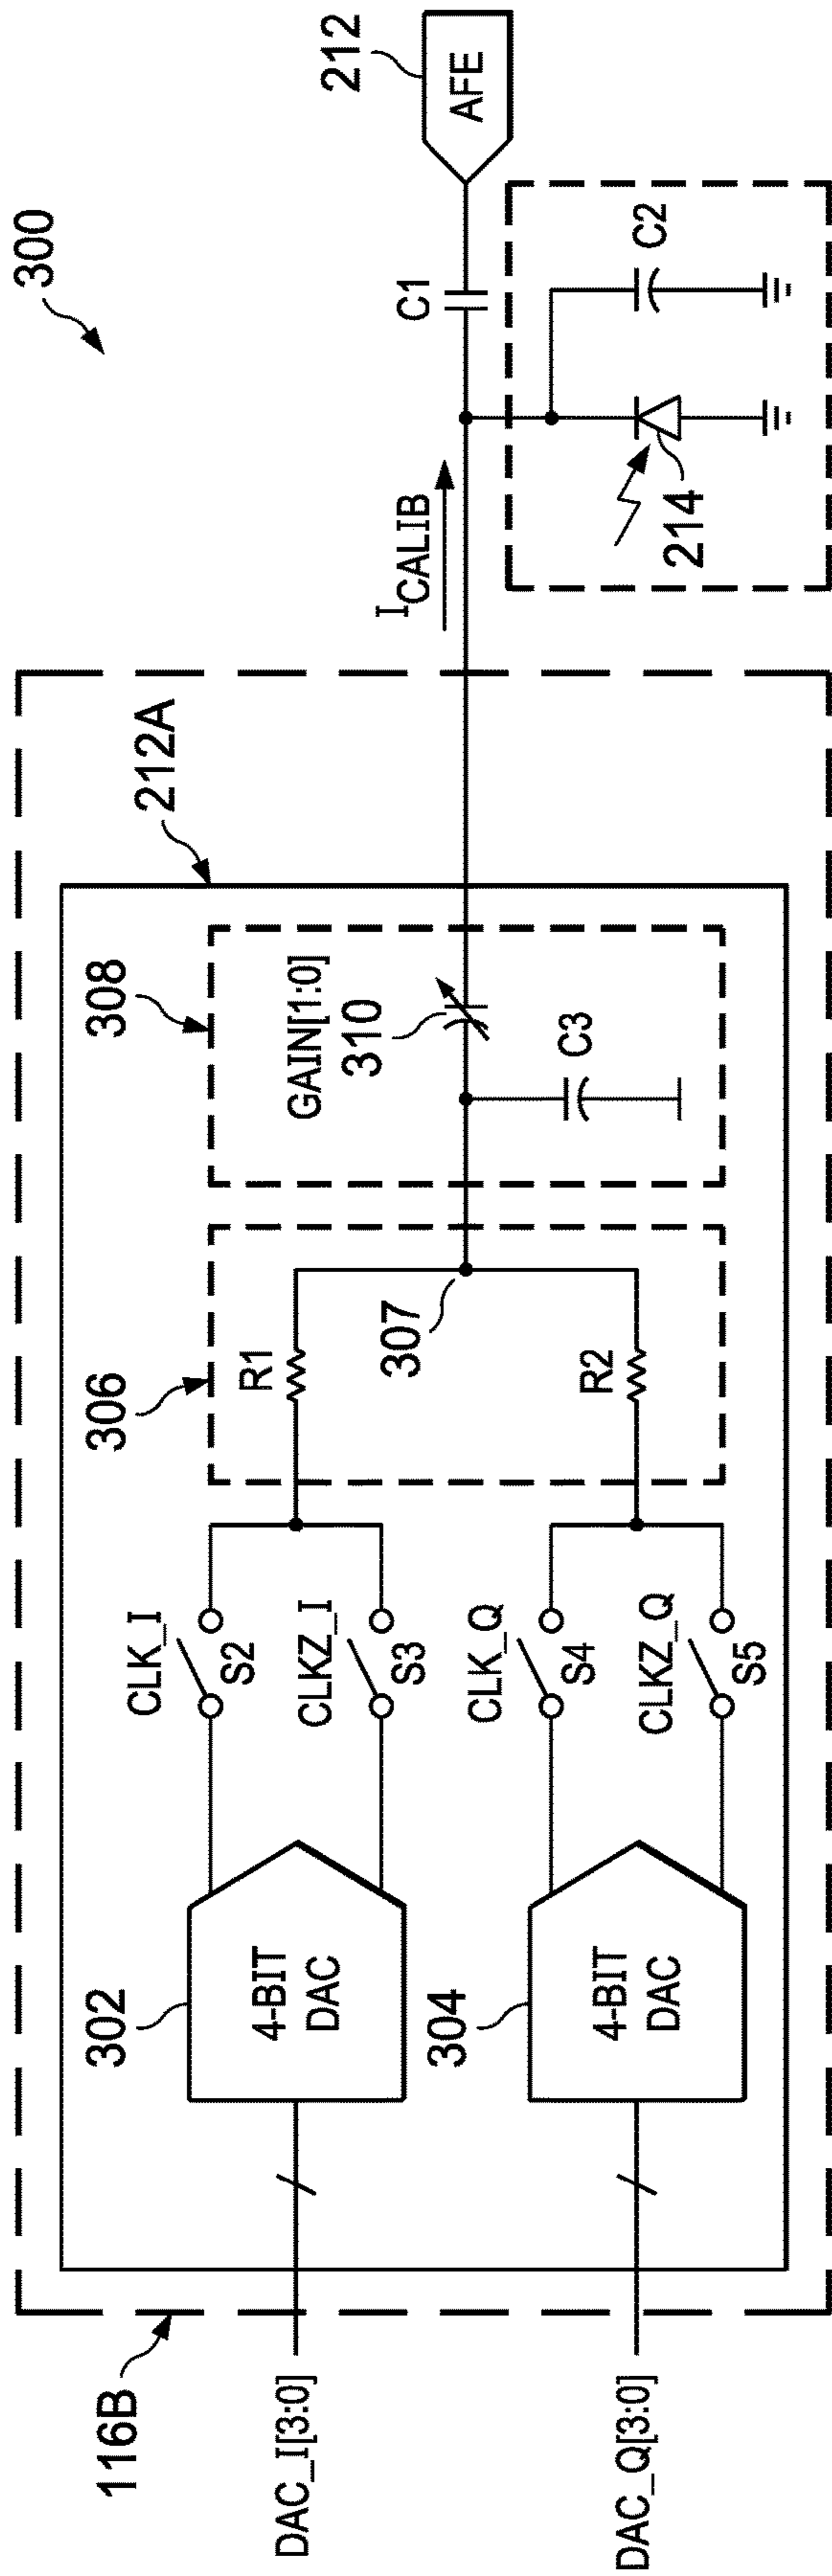 300
116B
212A
212
AFE
308
306
302
304
DAC_I[3:0]
DAC_Q[3:0]
4-BIT
DAC
4-BIT
DAC
CLK_I
S2
CLKZ_I
S3
CLK_Q
S4
CLKZ_Q
S5
R1
R2
307
GAIN[1:0]
310
C3
ICALIB
C1
214
C2